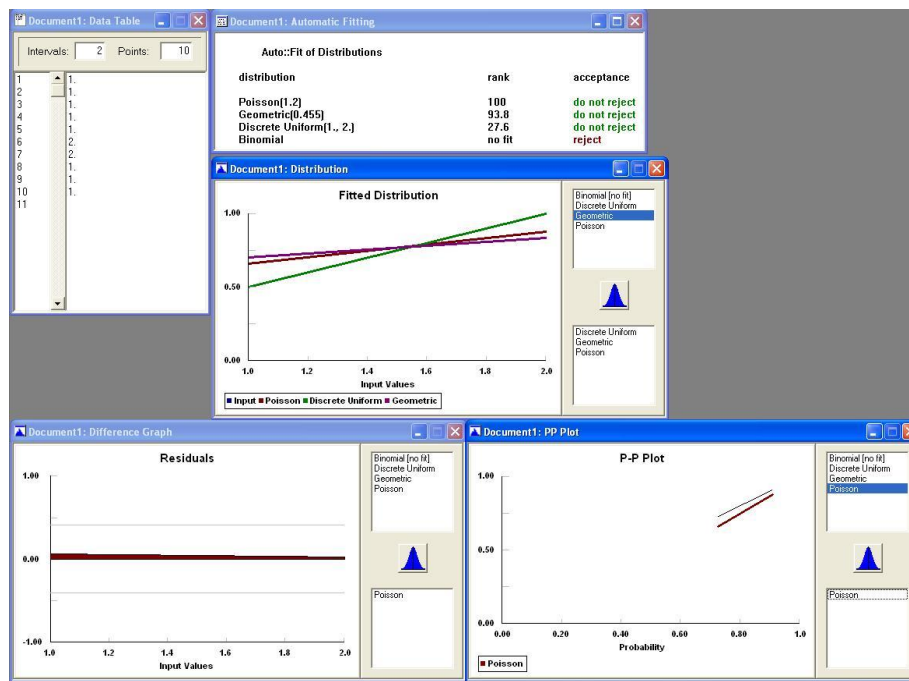 Document1: Data Table
Intervals: 2 Points: 10
1 1.
2 1.
3 1.
4 1.
5 1.
6 2.
7 2.
8 1.
9 1.
10 1.
11
Document1: Automatic Fitting
Auto::Fit of Distributions
distribution rank acceptance
Poisson(1.2) 100 do not reject
Geometric(0.455) 93.8 do not reject
Discrete Uniform(1., 2.) 27.6 do not reject
Binomial no fit reject
Document1: Distribution
Fitted Distribution
1.00
0.50
0.00
1.0 1.2 1.4 1.6 1.8 2.0
Input Values
Input Poisson Discrete Uniform Geometric
Binomial [no fit]
Discrete Uniform
Geometric
Poisson
Discrete Uniform
Geometric
Poisson
Document1: Difference Graph
Residuals
1.00
0.00
-1.00
1.0 1.2 1.4 1.6 1.8 2.0
Input Values
Binomial [no fit]
Discrete Uniform
Geometric
Poisson
Poisson
Document1: PP Plot
P-P Plot
1.00
0.50
0.00
0.00 0.20 0.40 0.60 0.80 1.0
Probability
Poisson
Binomial [no fit]
Discrete Uniform
Geometric
Poisson
Poisson